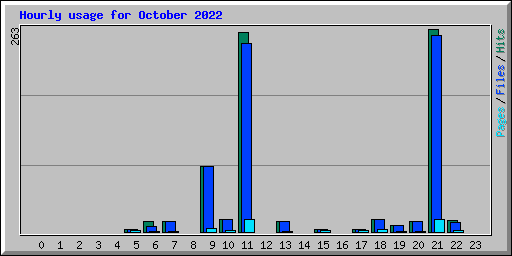 Hourly usage for October 2022
263
Pages/Files/Hits
0 1 2 3 4 5 6 7 8 9 10 11 12 13 14 15 16 17 18 19 20 21 22 23